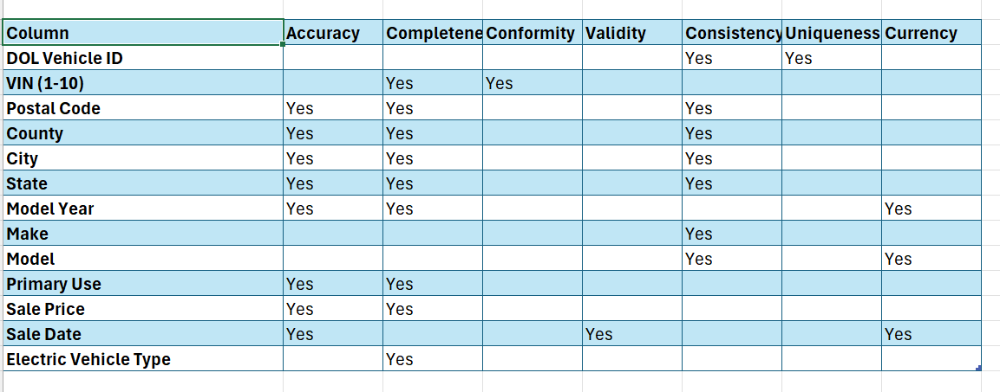 Column Accuracy Completene Conformity Validity Consistency Uniqueness Currency
DOL Vehicle ID Yes Yes
VIN (1-10) Yes Yes
Postal Code Yes Yes Yes
County Yes Yes Yes
City Yes Yes Yes
State Yes Yes Yes
Model Year Yes Yes Yes
Make Yes
Model Yes Yes
Primary Use Yes Yes
Sale Price Yes Yes
Sale Date Yes Yes Yes
Electric Vehicle Type Yes